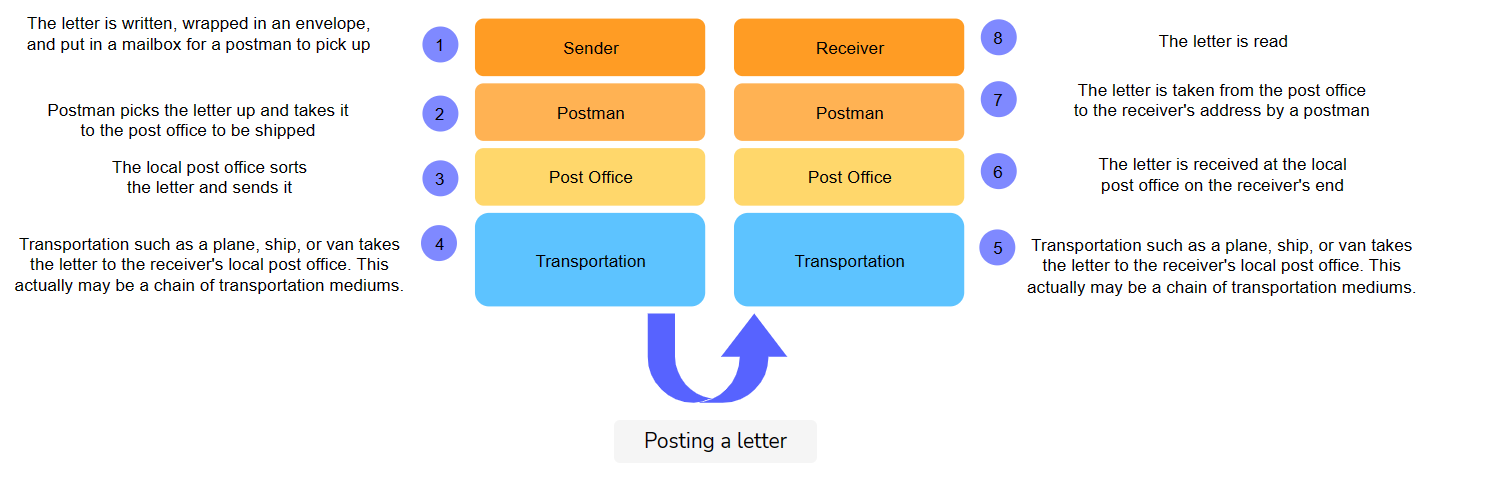 The letter is written, wrapped in an envelope,
and put in a mailbox for a postman to pick up
1
Sender
Receiver
8
The letter is read
Postman picks the letter up and takes it
to the post office to be shipped
2
Postman
Postman
7
The letter is taken from the post office
to the receiver's address by a postman
The local post office sorts
the letter and sends it
3
Post Office
Post Office
6
The letter is received at the local
post office on the receiver's end
Transportation such as a plane, ship, or van takes
the letter to the receiver's local post office. This
actually may be a chain of transportation mediums.
4
Transportation
Transportation
5
Transportation such as a plane, ship, or van takes
the letter to the receiver's local post office. This
actually may be a chain of transportation mediums.
Posting a letter